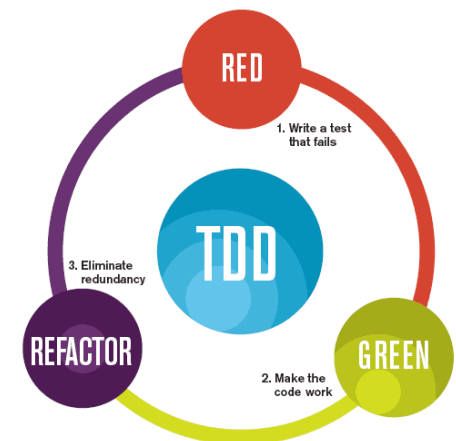 RED
1. Write a test
that fails
TDD
3. Eliminate
redundancy
REFACTOR
GREEN
2. Make the
code work